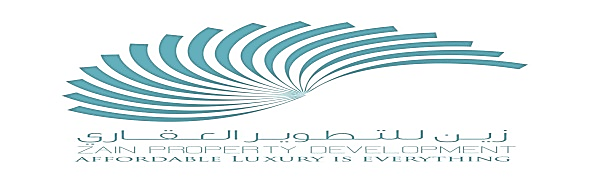 زين للتطوير العقاري
ZAIN PROPERTY DEVELOPMENT
AFFORDABLE LUXURY IS EVERYTHING